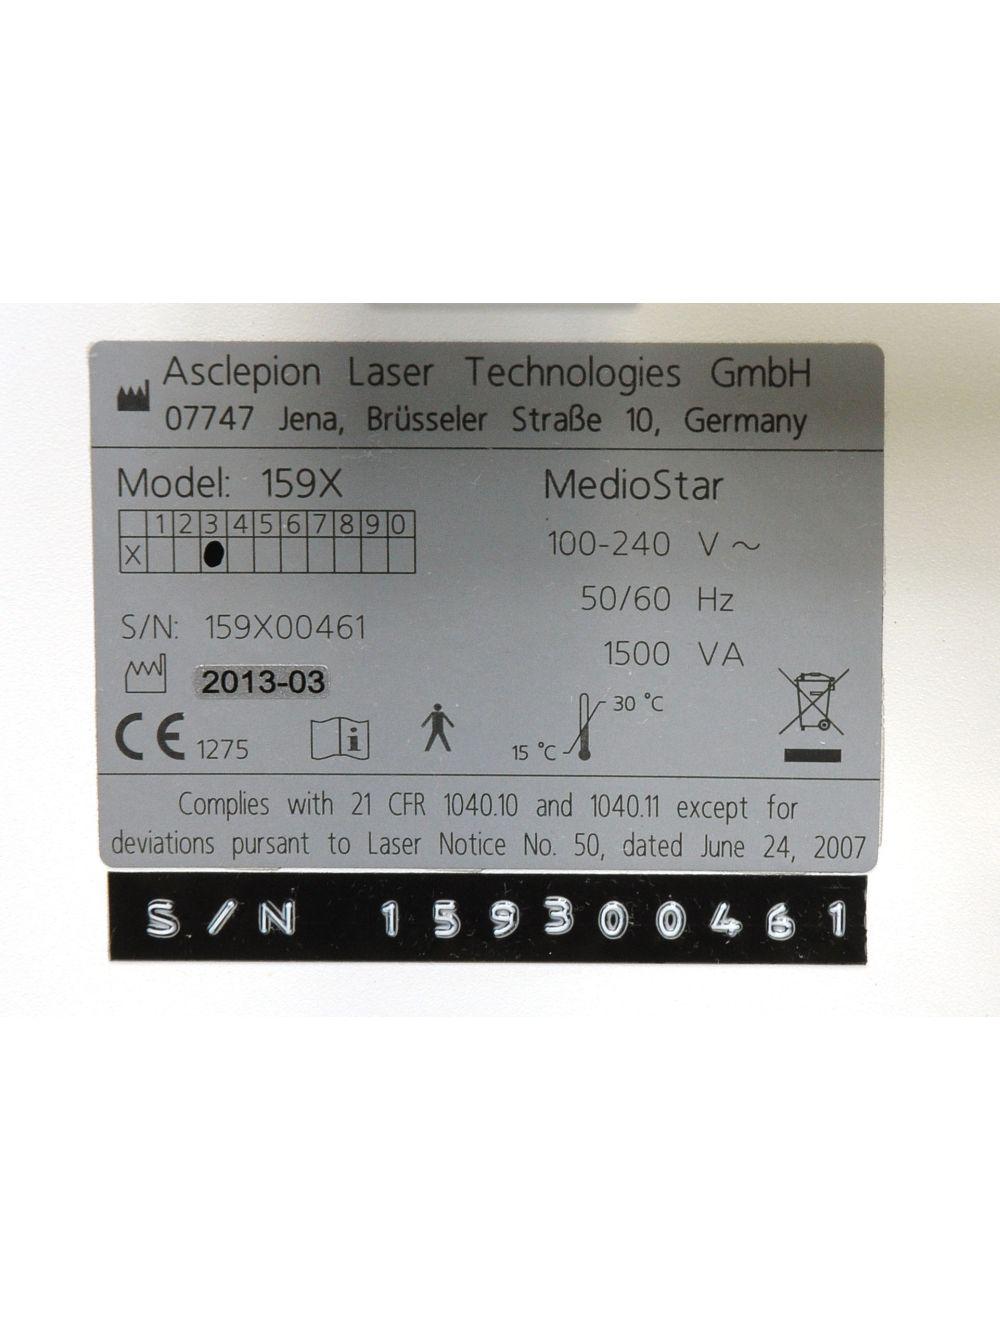 Asclepion Laser Technologies GmbH
07747 Jena, Brüsseler Straße 10, Germany
Model: 159X MedioStar
1 2 3 4 5 6 7 8 9 0
X
100-240 V ~
50/60 Hz
S/N: 159X00461
1500 VA
2013-03
30 °C
15 °C
CE 1275
i
Complies with 21 CFR 1040.10 and 1040.11 except for
deviations pursant to Laser Notice No. 50, dated June 24, 2007
S/N 159300461